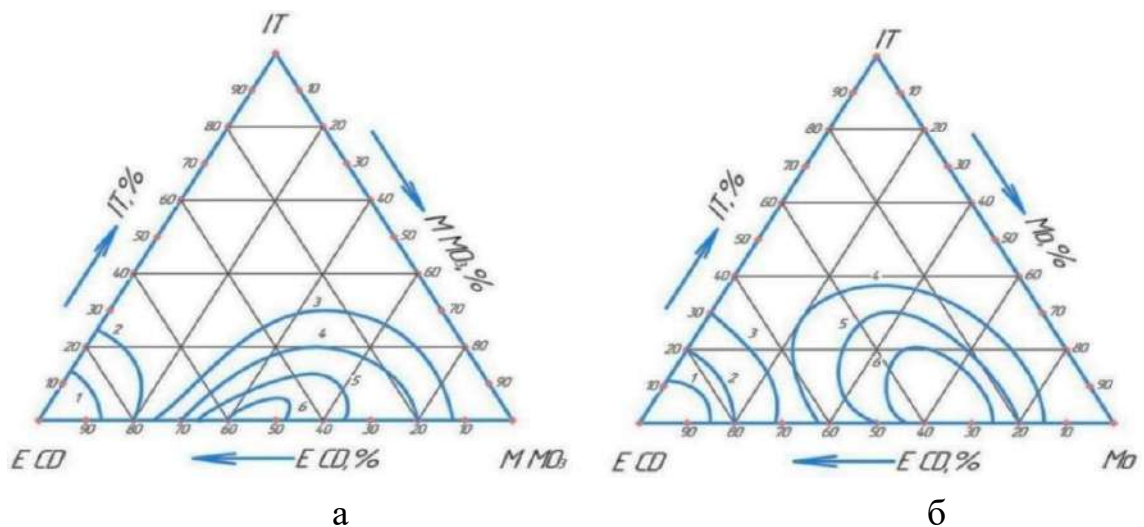 IT
90 10
80 20
70 30
60 40
50 50
40 60
30 70
20 80
10 90
IT,%
M MO₃,%
1 2 3 4 5 6
90 80 70 60 50 40 30 20 10
E CD E CD,% M MO₃
а
IT
90 10
80 20
70 30
60 40
50 50
40 60
30 70
20 80
10 90
IT,%
Mo,%
1 2 3 4 5 6
90 80 70 60 50 40 30 20 10
E CD E CD,% Mo
б